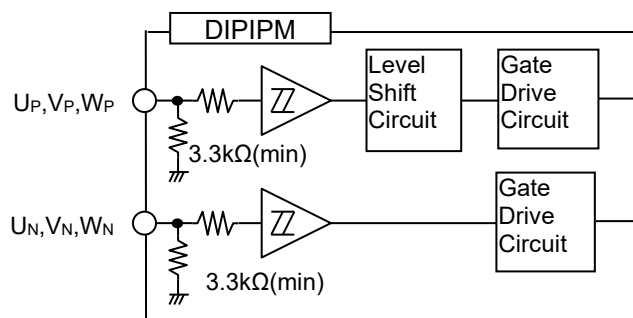 DIPIPM
UP,VP,WP
Level
Shift
Circuit
Gate
Drive
Circuit
3.3kΩ(min)
UN,VN,WN
Gate
Drive
Circuit
3.3kΩ(min)